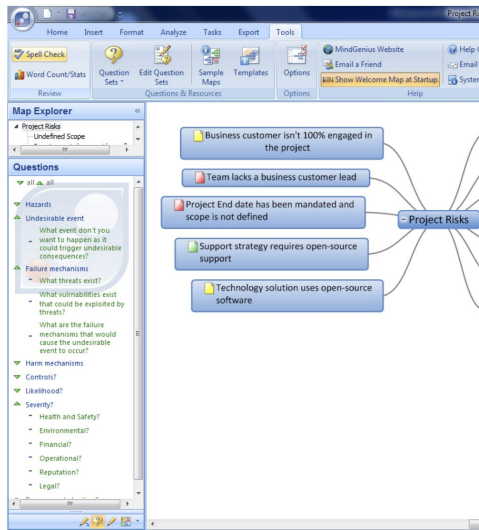 Project Ris
Home Insert Format Analyze Tasks Export Tools
Spell Check
Word Count/Stats
Review
Question
Sets
Edit Question
Sets
Sample
Maps
Templates
Questions & Resources
Options
Options
MindGenius Website
Email a Friend
Show Welcome Map at Startup
Help
Email
System
Help
Map Explorer
Project Risks
Undefined Scope
Questions
all all
Hazards
Undesirable event
What event don't you
want to happen as it
could trigger undesirable
consequences?
Failure mechanisms
What threats exist?
What vulnarbilities exist
that could be exploited by
threats?
What are the failure
mechanisms that would
cause the undesirable
event to occur?
Harm mechanisms
Controls?
Likelihood?
Severity?
Health and Safety?
Environmental?
Financial?
Operational?
Reputation?
Legal?
Business customer isn't 100% engaged in
the project
Team lacks a business customer lead
Project End date has been mandated and
scope is not defined
- Project Risks
Support strategy requires open-source
support
Technology solution uses open-source
software